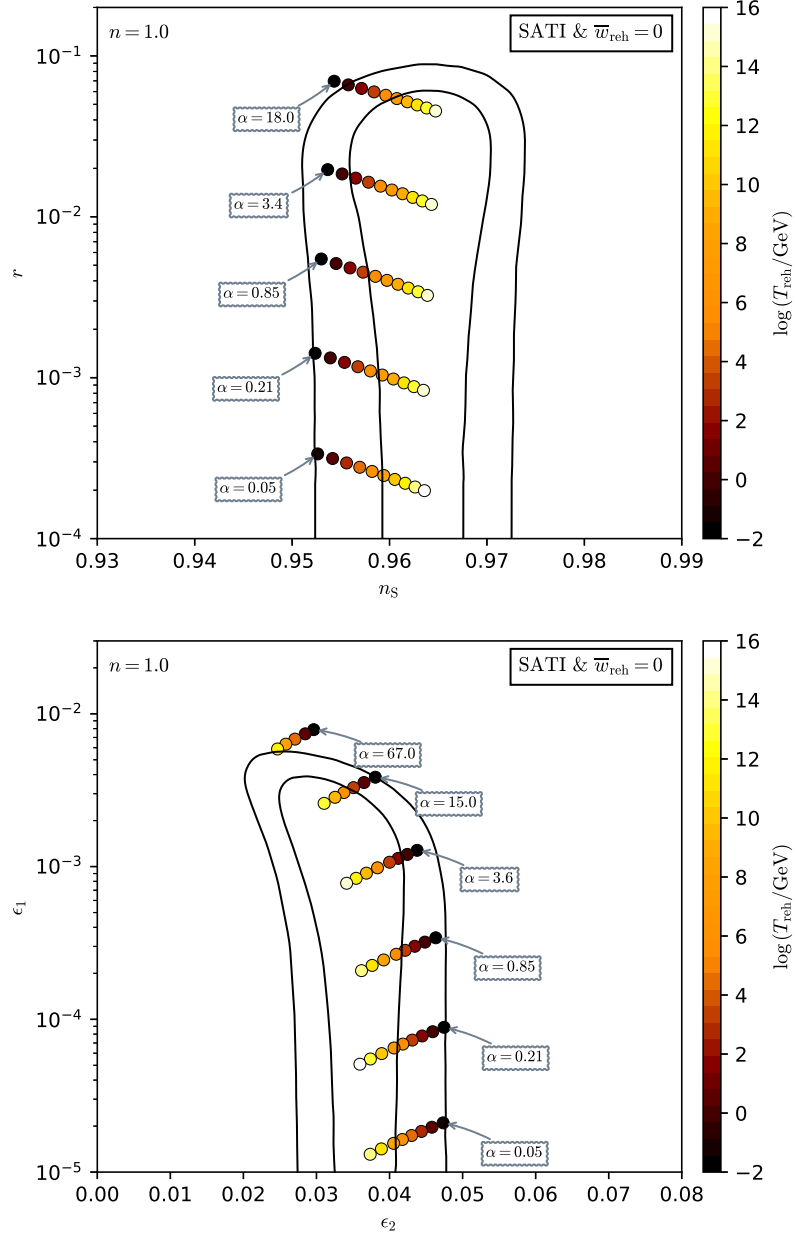 n = 1.0
SATI & w̅_reh = 0
16
14
12
10
8
6
4
2
0
−2
log (T_reh/GeV)
10⁻¹
10⁻²
10⁻³
10⁻⁴
r
α = 18.0
α = 3.4
α = 0.85
α = 0.21
α = 0.05
0.93 0.94 0.95 0.96 0.97 0.98 0.99
n_S
n = 1.0
SATI & w̅_reh = 0
16
14
12
10
8
6
4
2
0
−2
log (T_reh/GeV)
10⁻²
10⁻³
10⁻⁴
10⁻⁵
ϵ₁
α = 67.0
α = 15.0
α = 3.6
α = 0.85
α = 0.21
α = 0.05
0.00 0.01 0.02 0.03 0.04 0.05 0.06 0.07 0.08
ϵ₂